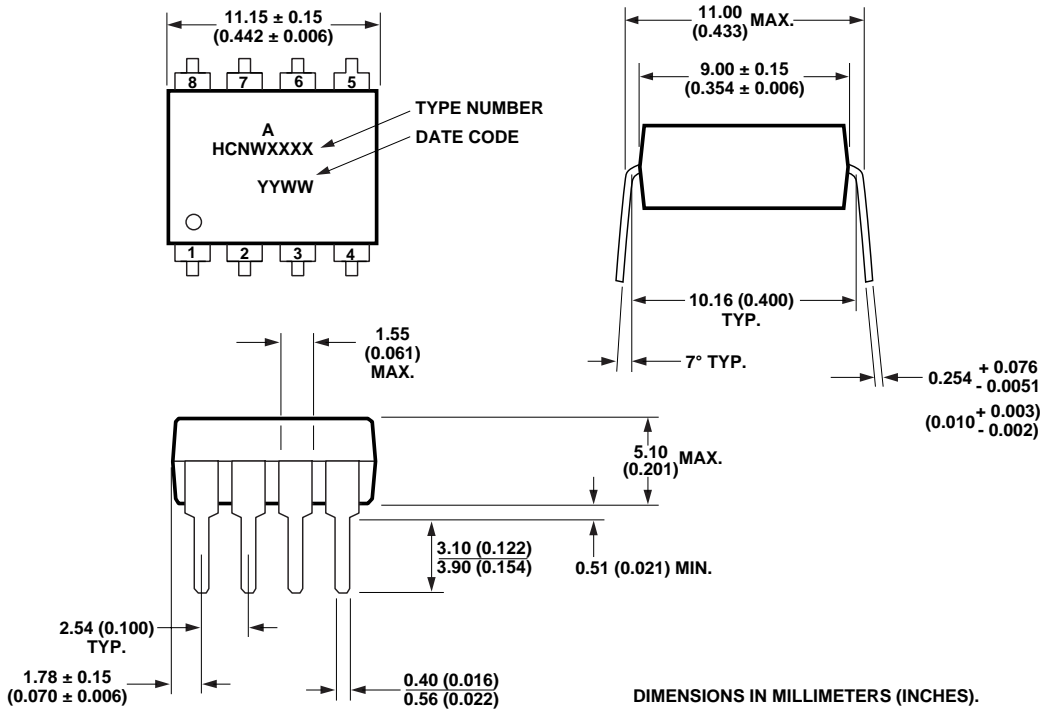 11.15 ± 0.15
(0.442 ± 0.006)
8 7 6 5
A
HCNWXXXX
YYWW
1 2 3 4
TYPE NUMBER
DATE CODE
11.00
(0.433) MAX.
9.00 ± 0.15
(0.354 ± 0.006)
10.16 (0.400)
TYP.
7° TYP.
0.254 + 0.076
- 0.0051
(0.010 + 0.003)
- 0.002)
1.55
(0.061)
MAX.
5.10
(0.201) MAX.
3.10 (0.122)
3.90 (0.154)
0.51 (0.021) MIN.
2.54 (0.100)
TYP.
1.78 ± 0.15
(0.070 ± 0.006)
0.40 (0.016)
0.56 (0.022)
DIMENSIONS IN MILLIMETERS (INCHES).